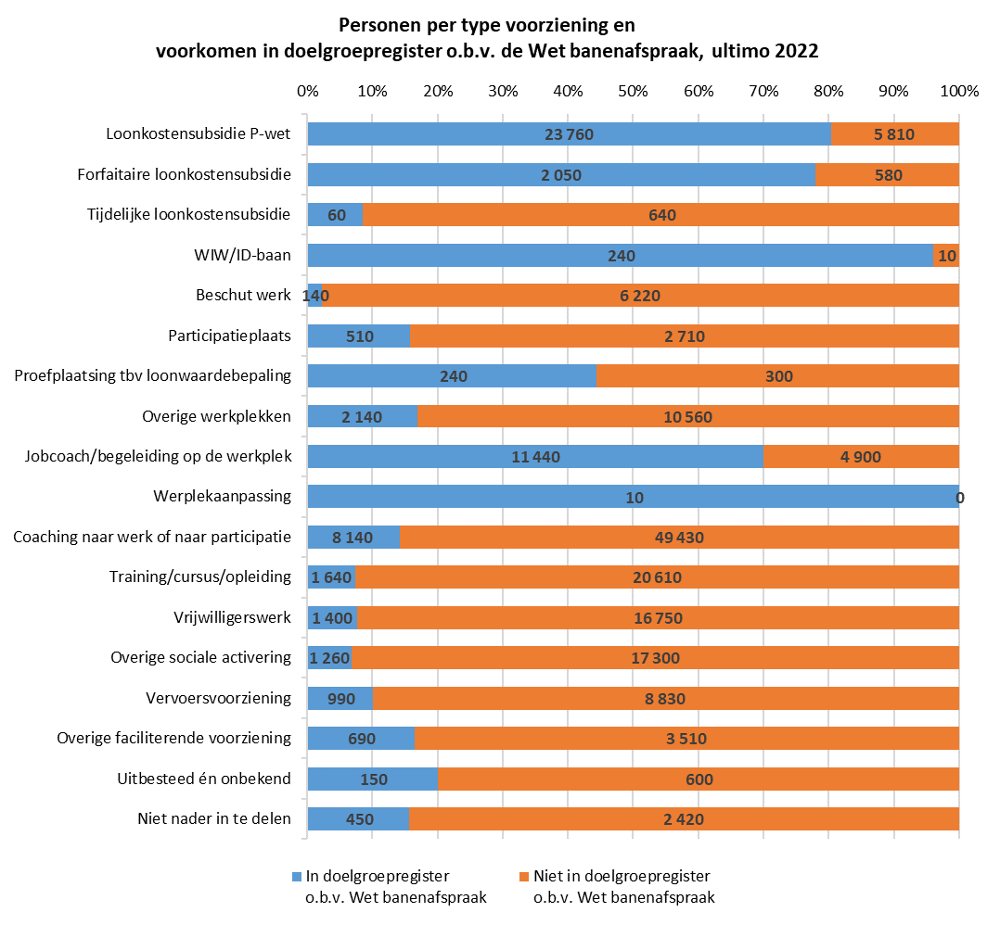 Personen per type voorziening en
voorkomen in doelgroepregister o.b.v. de Wet banenafspraak, ultimo 2022
0% 10% 20% 30% 40% 50% 60% 70% 80% 90% 100%
Loonkostensubsidie P-wet 23 760 5 810
Forfaitaire loonkostensubsidie 2 050 580
Tijdelijke loonkostensubsidie 60 640
WIW/ID-baan 240 10
Beschut werk 140 6 220
Participatieplaats 510 2 710
Proefplaatsing tbv loonwaardebepaling 240 300
Overige werkplekken 2 140 10 560
Jobcoach/begeleiding op de werkplek 11 440 4 900
Werplekaanpassing 10 0
Coaching naar werk of naar participatie 8 140 49 430
Training/cursus/opleiding 1 640 20 610
Vrijwilligerswerk 1 400 16 750
Overige sociale activering 1 260 17 300
Vervoersvoorziening 990 8 830
Overige faciliterende voorziening 690 3 510
Uitbesteed én onbekend 150 600
Niet nader in te delen 450 2 420
In doelgroepregister
o.b.v. Wet banenafspraak
Niet in doelgroepregister
o.b.v. Wet banenafspraak